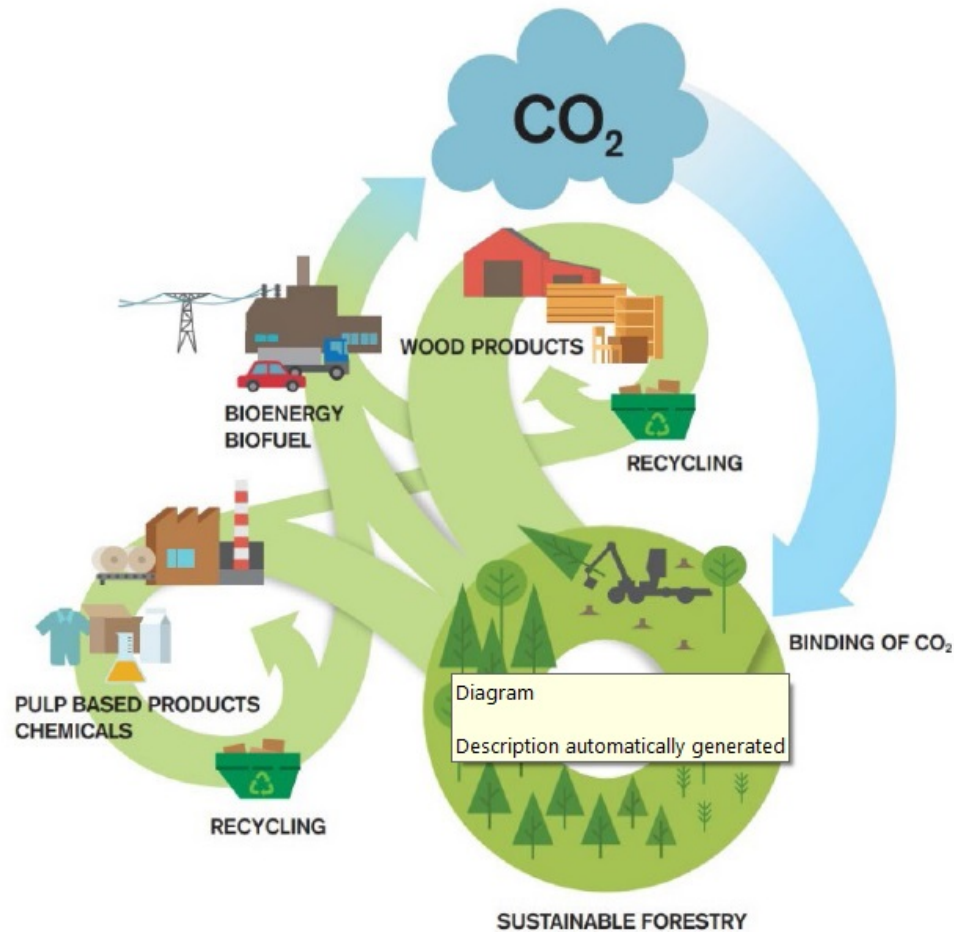 CO₂
WOOD PRODUCTS
BIOENERGY
BIOFUEL
RECYCLING
BINDING OF CO₂
Diagram
Description automatically generated
PULP BASED PRODUCTS
CHEMICALS
RECYCLING
SUSTAINABLE FORESTRY